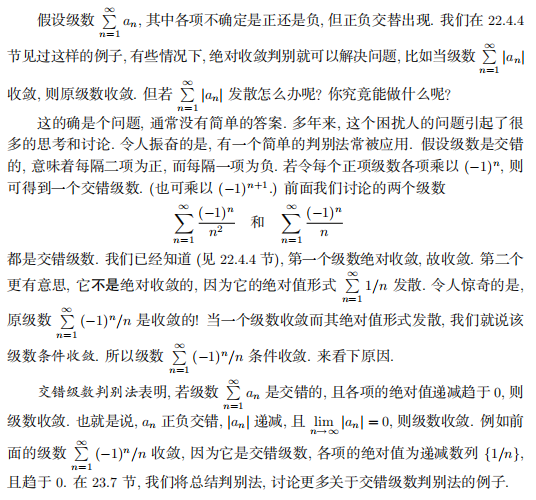 假设级数 $\sum_{n=1}^{\infty} a_n$, 其中各项不确定是正还是负, 但正负交替出现. 我们在 22.4.4
节见过这样的例子, 有些情况下, 绝对收敛判别就可以解决问题, 比如当级数 $\sum_{n=1}^{\infty} |a_n|$
收敛, 则原级数收敛. 但若 $\sum_{n=1}^{\infty} |a_n|$ 发散怎么办呢? 你究竟能做什么呢?
这的确是个问题, 通常没有简单的答案. 多年来, 这个困扰人的问题引起了很
多的思考和讨论. 令人振奋的是, 有一个简单的判别法常被应用. 假设级数是交错
的, 意味着每隔二项为正, 而每隔一项为负. 若令每个正项级数各项乘以 $(-1)^n$, 则
可得到一个交错级数. (也可乘以 $(-1)^{n+1}$.) 前面我们讨论的两个级数
$\sum_{n=1}^{\infty} \frac{(-1)^n}{n^2}$ 和 $\sum_{n=1}^{\infty} \frac{(-1)^n}{n}$
都是交错级数. 我们已经知道 (见 22.4.4 节), 第一个级数绝对收敛, 故收敛. 第二个
更有意思, 它不是绝对收敛的, 因为它的绝对值形式 $\sum_{n=1}^{\infty} 1/n$ 发散. 令人惊奇的是,
原级数 $\sum_{n=1}^{\infty} (-1)^n/n$ 是收敛的! 当一个级数收敛而其绝对值形式发散, 我们就说该
级数条件收敛. 所以级数 $\sum_{n=1}^{\infty} (-1)^n/n$ 条件收敛. 来看下原因.
交错级数判别法表明, 若级数 $\sum_{n=1}^{\infty} a_n$ 是交错的, 且各项的绝对值递减趋于 0, 则
级数收敛. 也就是说, $a_n$ 正负交错, $|a_n|$ 递减, 且 $\lim_{n\to\infty} |a_n| = 0$, 则级数收敛. 例如前
面的级数 $\sum_{n=1}^{\infty} (-1)^n/n$ 收敛, 因为它是交错级数, 各项的绝对值为递减数列 $\{1/n\}$,
且趋于 0. 在 23.7 节, 我们将总结判别法, 讨论更多关于交错级数判别法的例子.